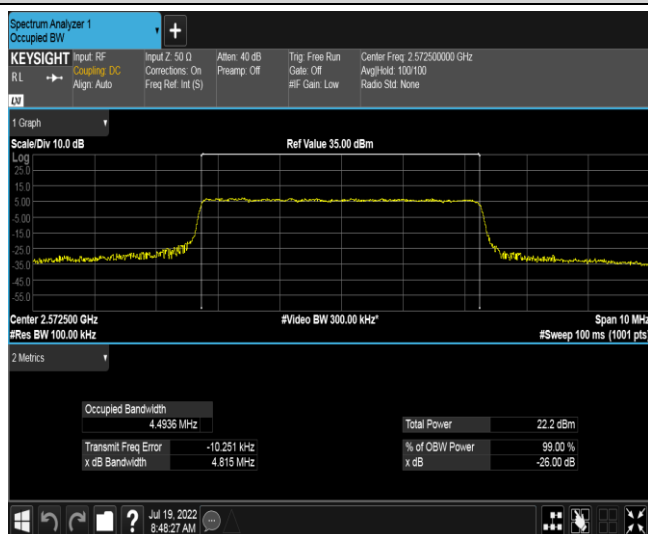 Spectrum Analyzer 1
Occupied BW
+
KEYSIGHT Input: RF Input Z: 50 Ω Atten: 40 dB Trig: Free Run Center Freq: 2.572500000 GHz
RL Coupling: DC Corrections: On Preamp: Off Gate: Off Avg|Hold: 100/100
Align: Auto Freq Ref: Int (S) #IF Gain: Low Radio Std: None
LXI
1 Graph
Scale/Div 10.0 dB Ref Value 35.00 dBm
Log
25.0
15.0
5.00
-5.00
-15.0
-25.0
-35.0
-45.0
-55.0
Center 2.572500 GHz #Video BW 300.00 kHz* Span 10 MHz
#Res BW 100.00 kHz #Sweep 100 ms (1001 pts)
2 Metrics
Occupied Bandwidth
4.4936 MHz Total Power 22.2 dBm
Transmit Freq Error -10.251 kHz % of OBW Power 99.00 %
x dB Bandwidth 4.815 MHz x dB -26.00 dB
? Jul 19, 2022
8:48:27 AM